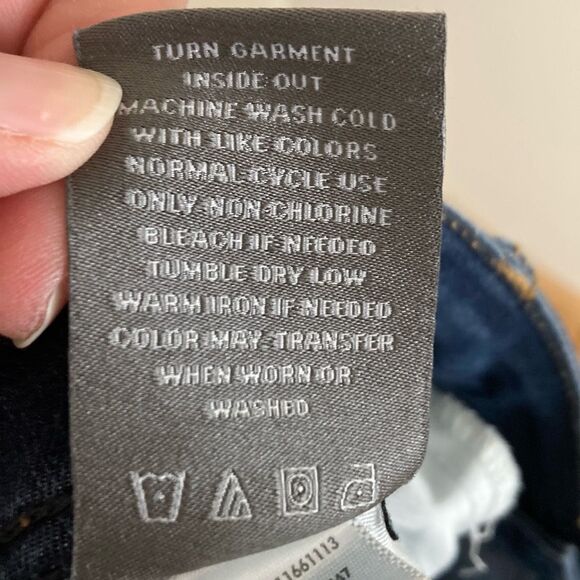 TURN GARMENT
INSIDE OUT
MACHINE WASH COLD
WITH LIKE COLORS
NORMAL CYCLE USE
ONLY NON CHLORINE
BLEACH IF NEEDED
TUMBLE DRY LOW
WARM IRON IF NEEDED
COLOR MAY TRANSFER
WHEN WORN OR
WASHED